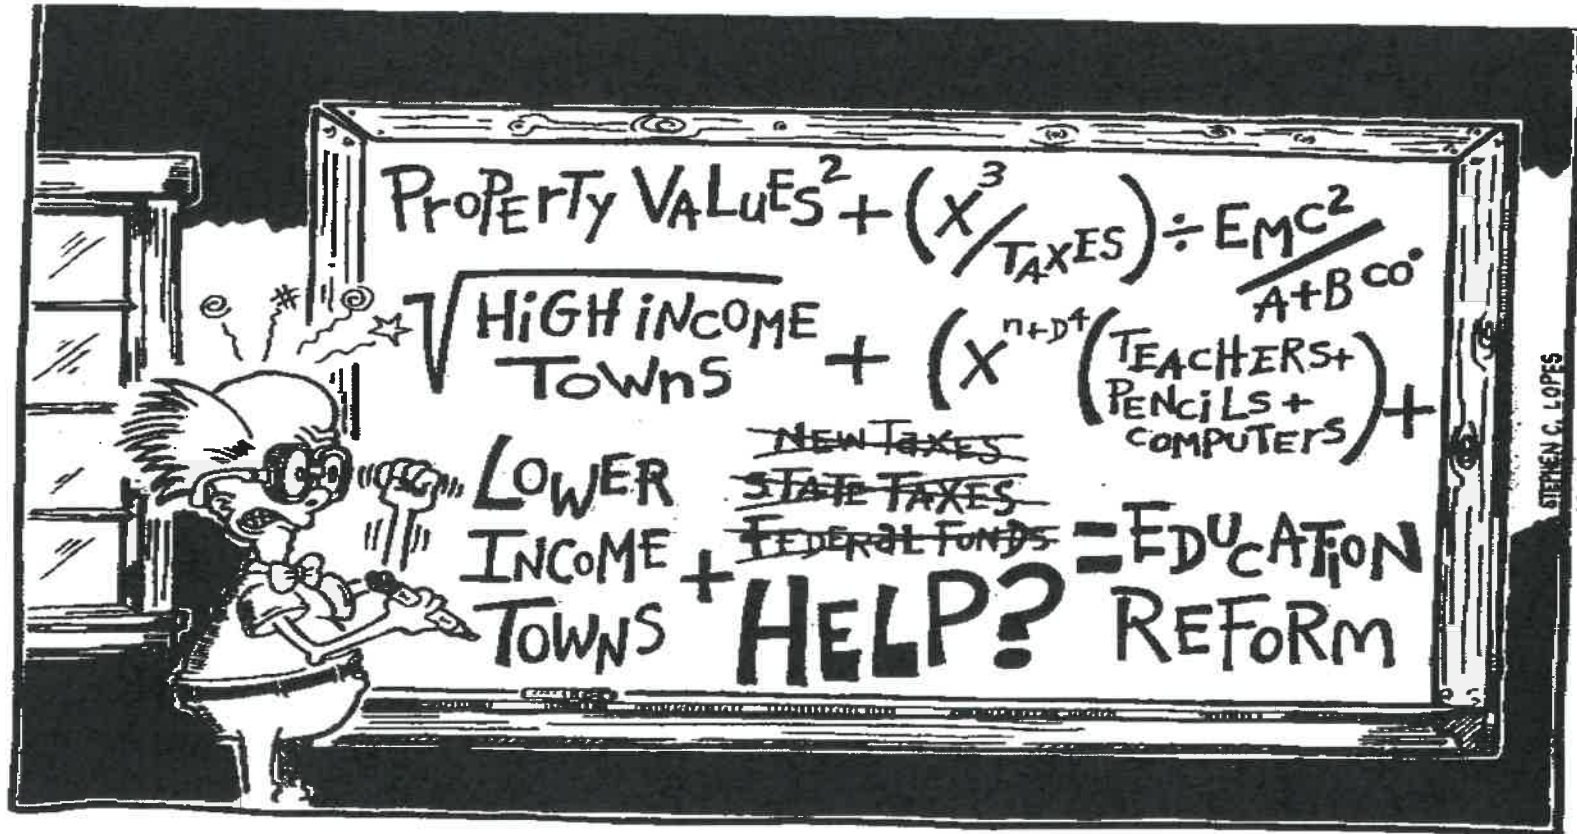 PROPERTY VALUES² + (X³/TAXES) ÷ EMC²/A+B CO°
√HIGH INCOME TOWNS + (X^n+D⁴ (TEACHERS+
PENCILS+
COMPUTERS) +
LOWER
INCOME
TOWNS
+
NEW TAXES
STATE TAXES
FEDERAL FUNDS
HELP?
= EDUCATION
REFORM
STEPHEN C. LOPES